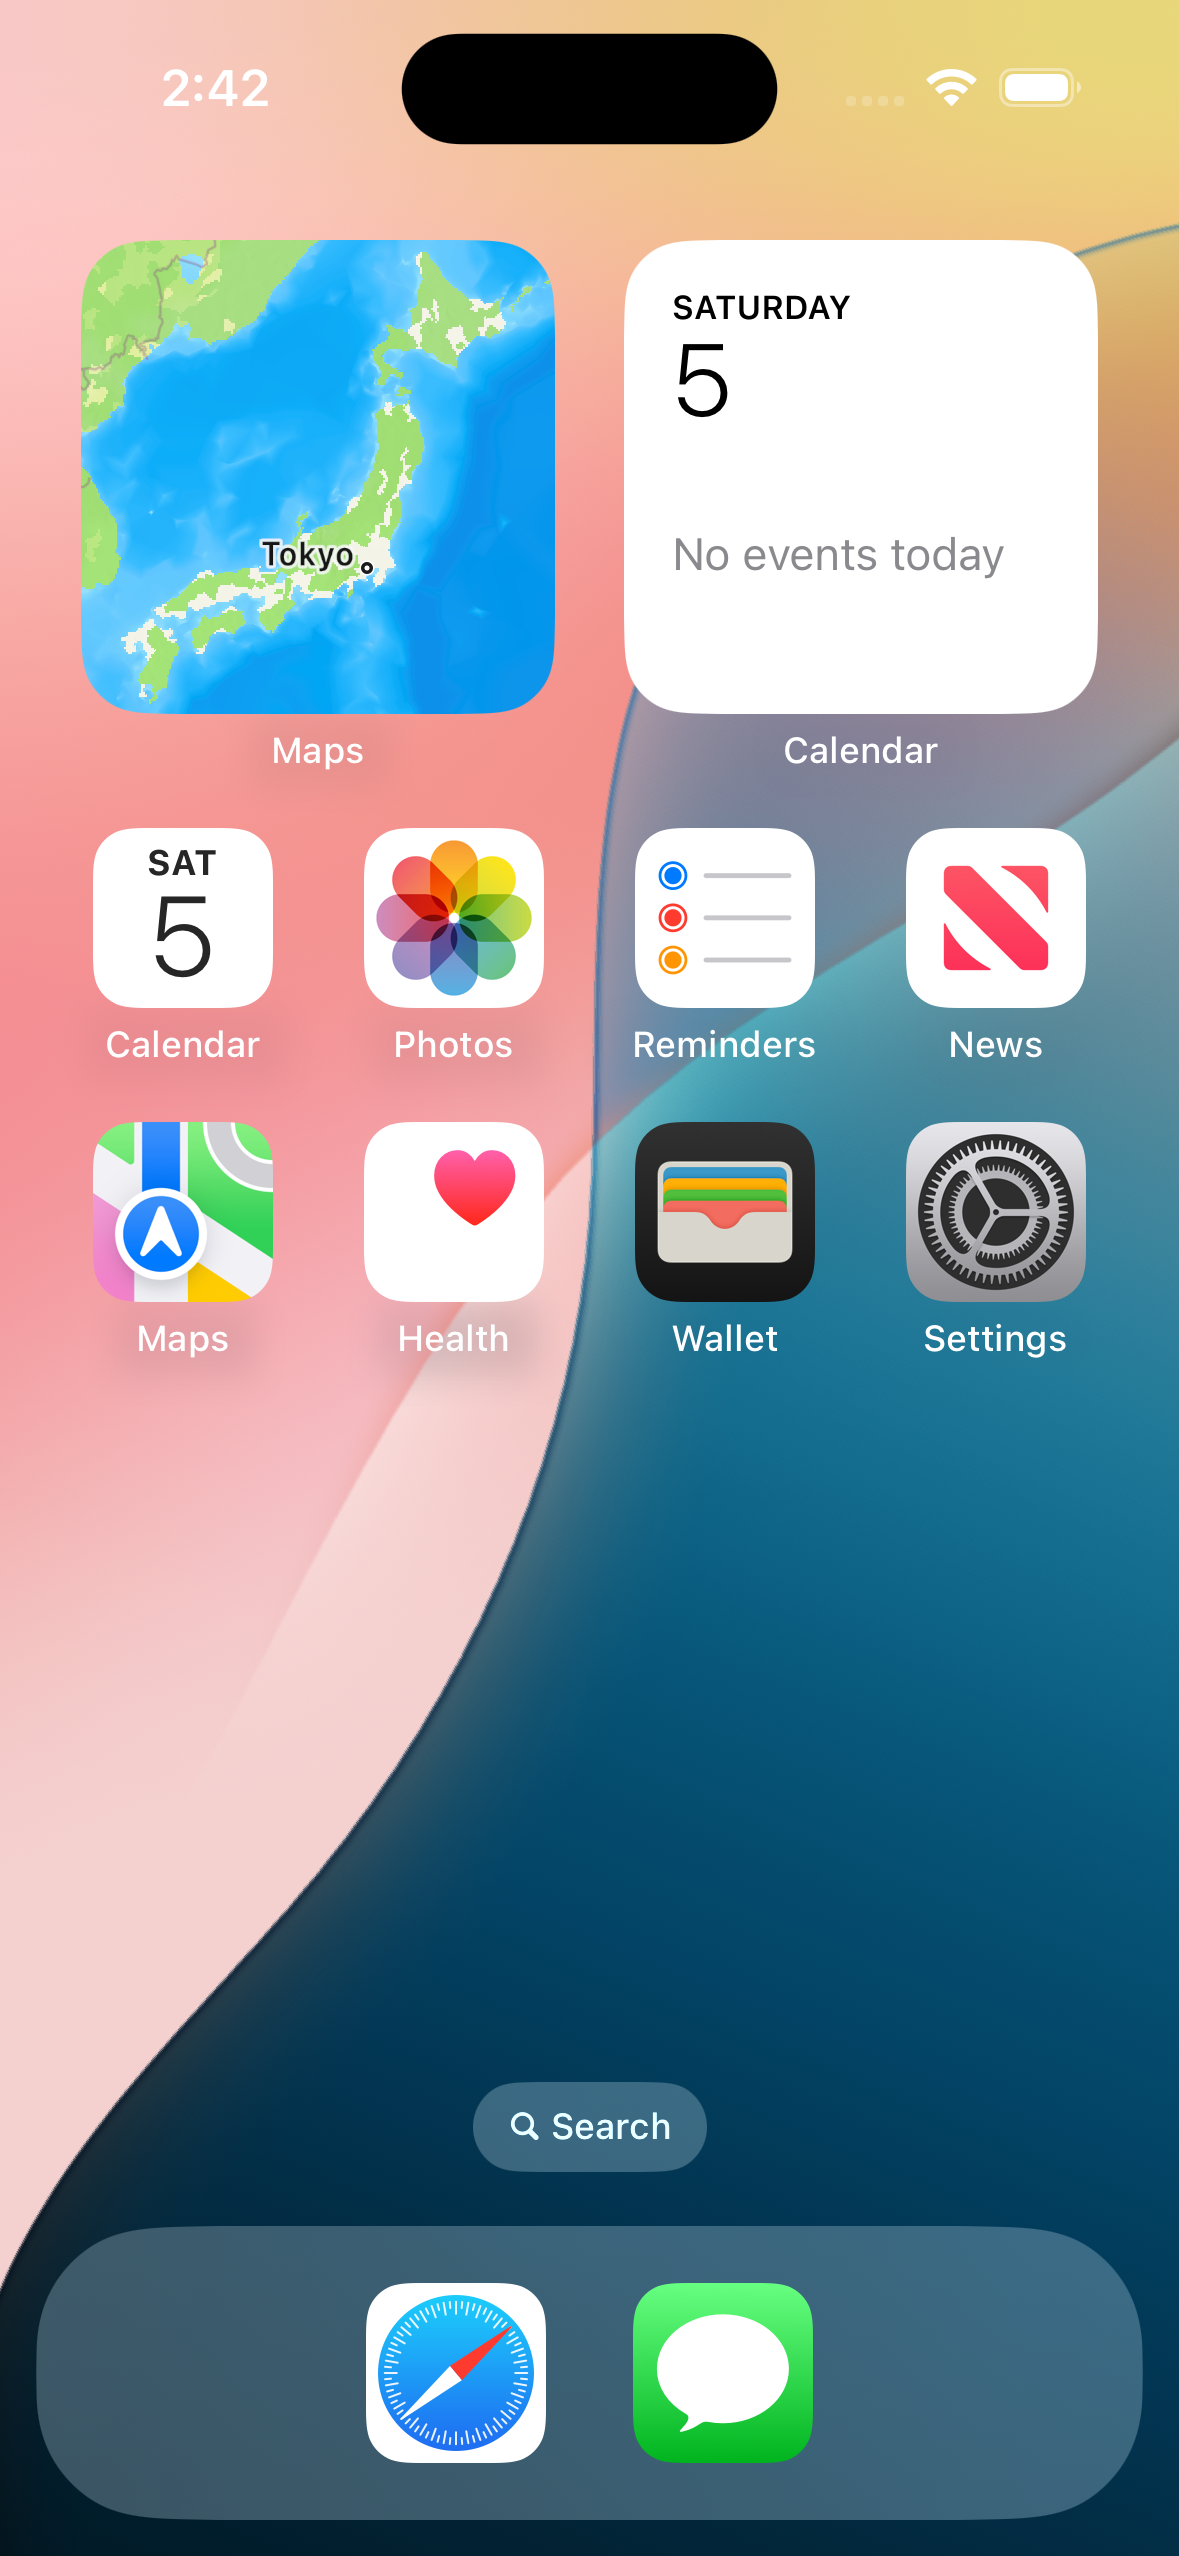 2:42
Tokyo
SATURDAY
5
No events today
Maps
Calendar
SAT
5
Calendar
Photos
Reminders
News
Maps
Health
Wallet
Settings
Search